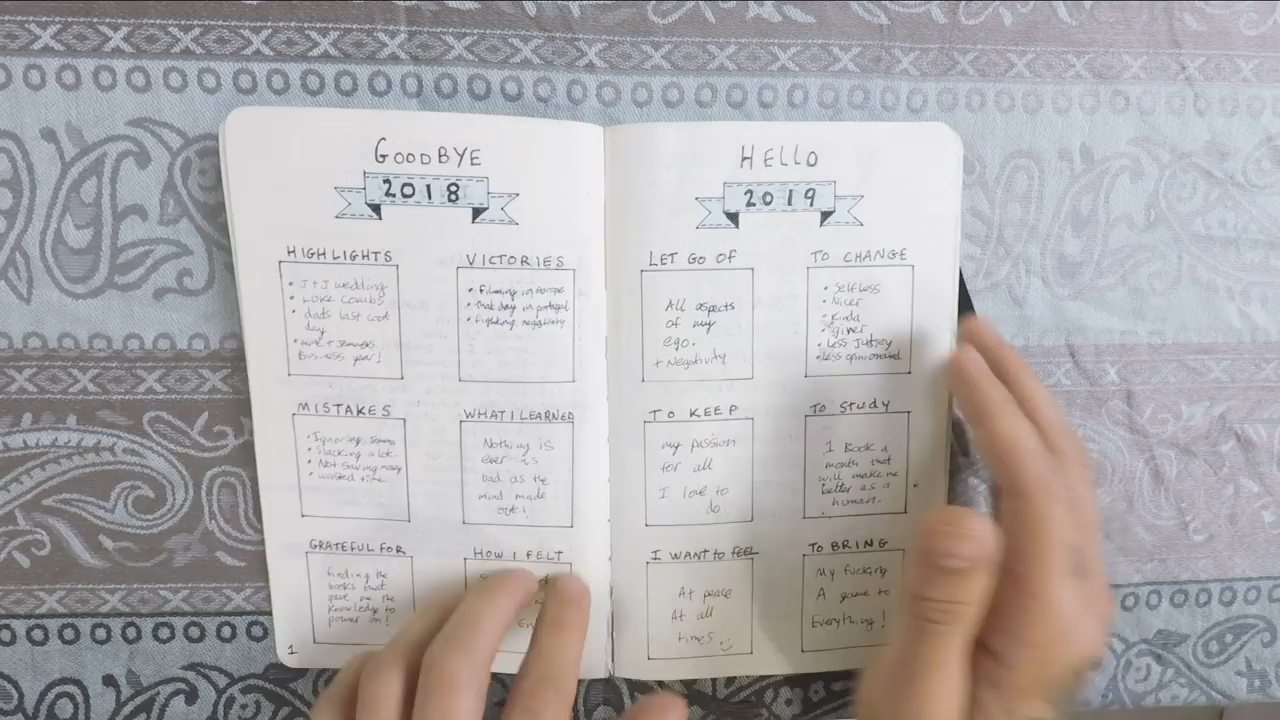 GOODBYE
2018
HIGHLIGHTS
• J+J wedding
• Luke Combs
• dads last cook
day
Business year!
VICTORIES
• Filming in Europe
• that day in portugal
• Fighting negativity
MISTAKES
• Ignoring
• Slacking a lot.
• Not saving money
• wasted time
WHAT I LEARNED
Nothing is
ever as
bad as the
mind made
out!
GRATEFUL FOR
finding the
books that
gave me the
knowledge to
power on!
HOW I FELT
1
HELLO
2019
LET GO OF
All aspects
of my
ego.
+ Negativity
TO CHANGE
• Selfless
• Nicer
• Kinda
• giver
• Less
• less opinionated
TO KEEP
my passion
for all
I love to
do.
TO STUDY
1 Book a
month that
will make me
better as a
human.
I WANT TO FEEL
At peace
At all
times. :)
TO BRING
My fucking
A game to
Everything!